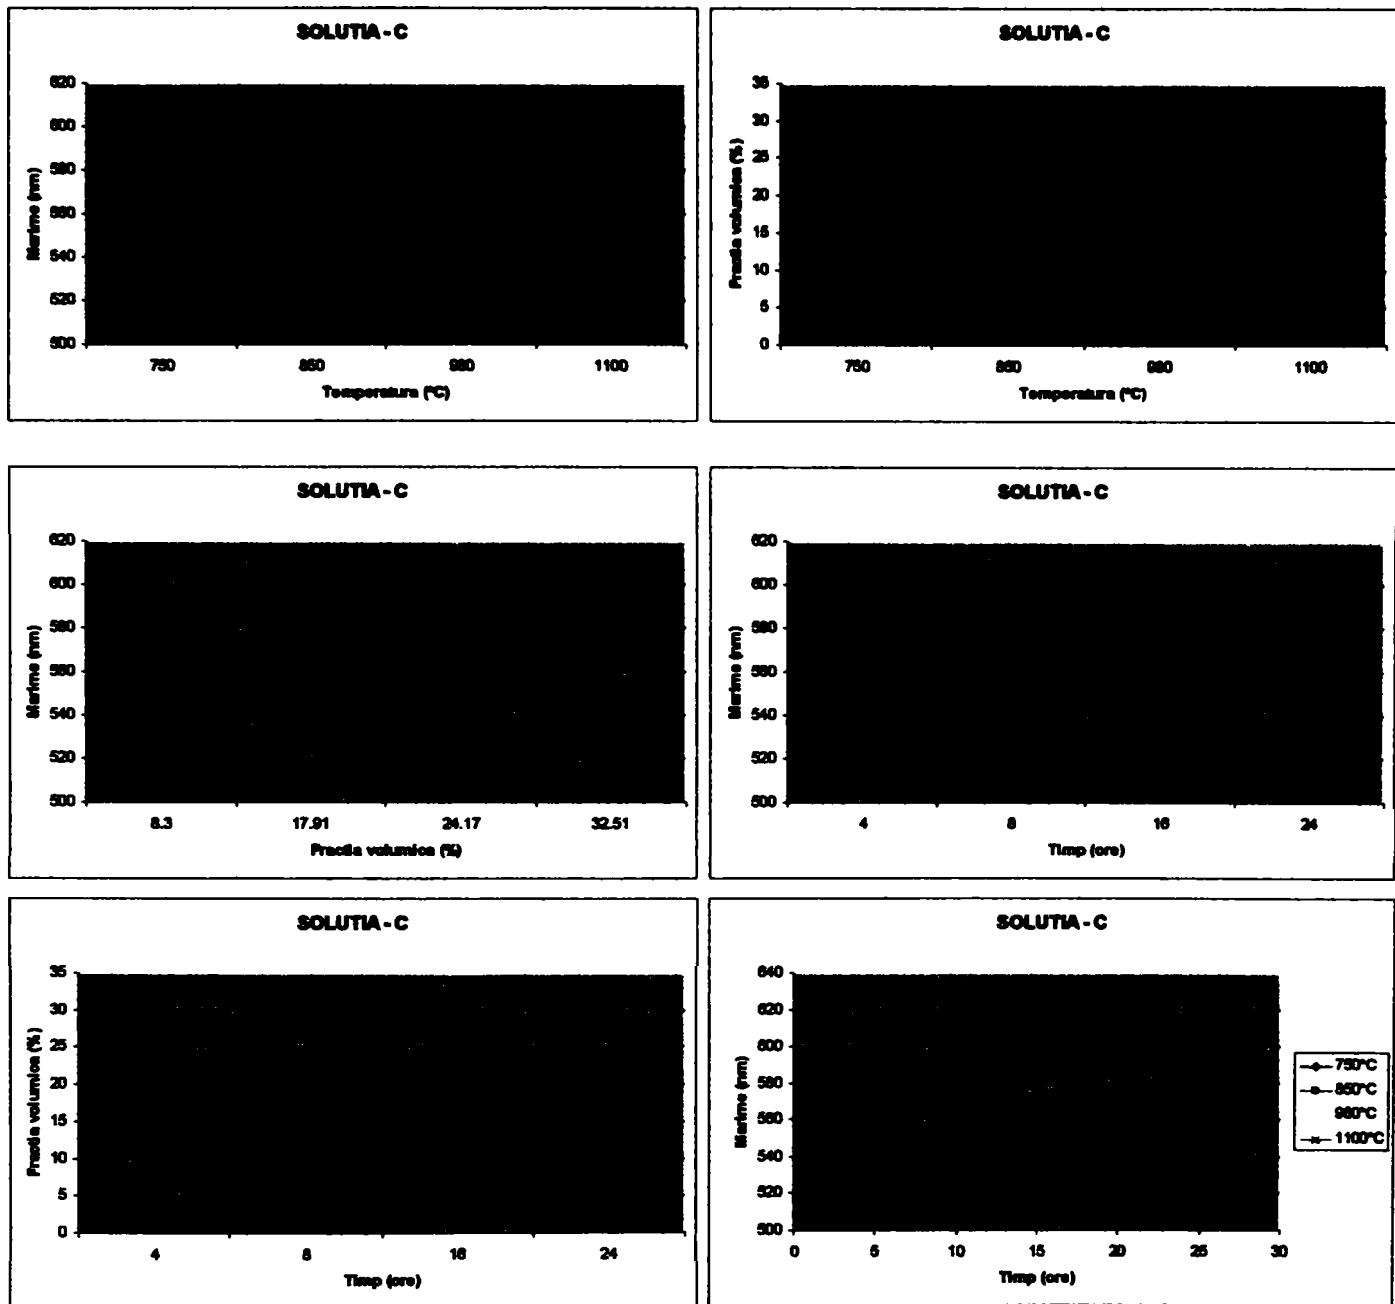 SOLUTIA - C
620
600
580
560
540
520
500
Marime (nm)
750 850 980 1100
Temperatura (°C)
SOLUTIA - C
35
30
25
20
15
10
5
0
Fractia volumica (%)
750 850 980 1100
Temperatura (°C)
SOLUTIA - C
620
600
580
560
540
520
500
Marime (nm)
8.3 17.91 24.17 32.51
Fractia volumica (%)
SOLUTIA - C
620
600
580
560
540
520
500
Marime (nm)
4 8 16 24
Timp (ore)
SOLUTIA - C
35
30
25
20
15
10
5
0
Fractia volumica (%)
4 8 16 24
Timp (ore)
SOLUTIA - C
640
620
600
580
560
540
520
500
Marime (nm)
0 5 10 15 20 25 30
Timp (ore)
750°C
850°C
980°C
1100°C